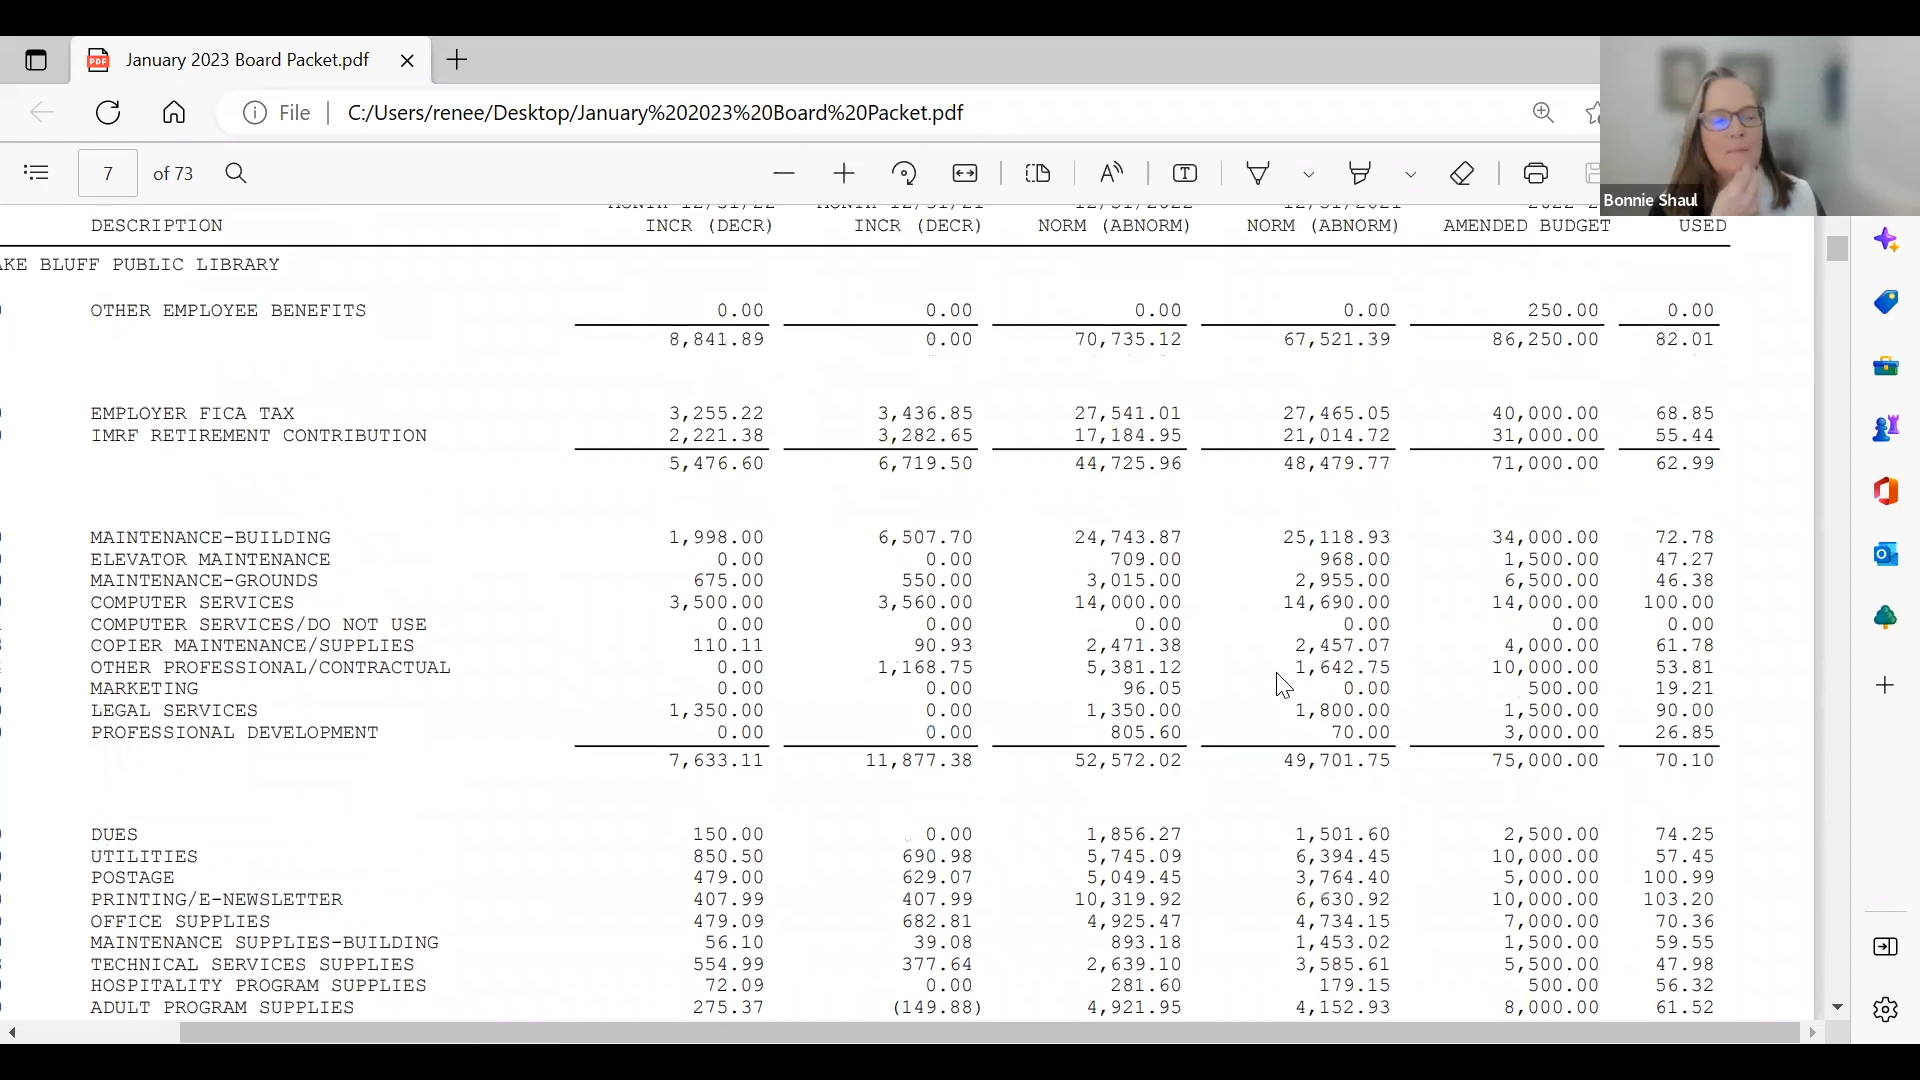 January 2023 Board Packet.pdf
File
C:/Users/renee/Desktop/January%202023%20Board%20Packet.pdf
7 of 73
Bonnie Shaul
DESCRIPTION INCR (DECR) INCR (DECR) NORM (ABNORM) NORM (ABNORM) AMENDED BUDGET USED
AKE BLUFF PUBLIC LIBRARY
OTHER EMPLOYEE BENEFITS 0.00 0.00 0.00 0.00 250.00 0.00
8,841.89 0.00 70,735.12 67,521.39 86,250.00 82.01
EMPLOYER FICA TAX 3,255.22 3,436.85 27,541.01 27,465.05 40,000.00 68.85
IMRF RETIREMENT CONTRIBUTION 2,221.38 3,282.65 17,184.95 21,014.72 31,000.00 55.44
5,476.60 6,719.50 44,725.96 48,479.77 71,000.00 62.99
MAINTENANCE-BUILDING 1,998.00 6,507.70 24,743.87 25,118.93 34,000.00 72.78
ELEVATOR MAINTENANCE 0.00 0.00 709.00 968.00 1,500.00 47.27
MAINTENANCE-GROUNDS 675.00 550.00 3,015.00 2,955.00 6,500.00 46.38
COMPUTER SERVICES 3,500.00 3,560.00 14,000.00 14,690.00 14,000.00 100.00
COMPUTER SERVICES/DO NOT USE 0.00 0.00 0.00 0.00 0.00 0.00
COPIER MAINTENANCE/SUPPLIES 110.11 90.93 2,471.38 2,457.07 4,000.00 61.78
OTHER PROFESSIONAL/CONTRACTUAL 0.00 1,168.75 5,381.12 1,642.75 10,000.00 53.81
MARKETING 0.00 0.00 96.05 0.00 500.00 19.21
LEGAL SERVICES 1,350.00 0.00 1,350.00 1,800.00 1,500.00 90.00
PROFESSIONAL DEVELOPMENT 0.00 0.00 805.60 70.00 3,000.00 26.85
7,633.11 11,877.38 52,572.02 49,701.75 75,000.00 70.10
DUES 150.00 0.00 1,856.27 1,501.60 2,500.00 74.25
UTILITIES 850.50 690.98 5,745.09 6,394.45 10,000.00 57.45
POSTAGE 479.00 629.07 5,049.45 3,764.40 5,000.00 100.99
PRINTING/E-NEWSLETTER 407.99 407.99 10,319.92 6,630.92 10,000.00 103.20
OFFICE SUPPLIES 479.09 682.81 4,925.47 4,734.15 7,000.00 70.36
MAINTENANCE SUPPLIES-BUILDING 56.10 39.08 893.18 1,453.02 1,500.00 59.55
TECHNICAL SERVICES SUPPLIES 554.99 377.64 2,639.10 3,585.61 5,500.00 47.98
HOSPITALITY PROGRAM SUPPLIES 72.09 0.00 281.60 179.15 500.00 56.32
ADULT PROGRAM SUPPLIES 275.37 (149.88) 4,921.95 4,152.93 8,000.00 61.52